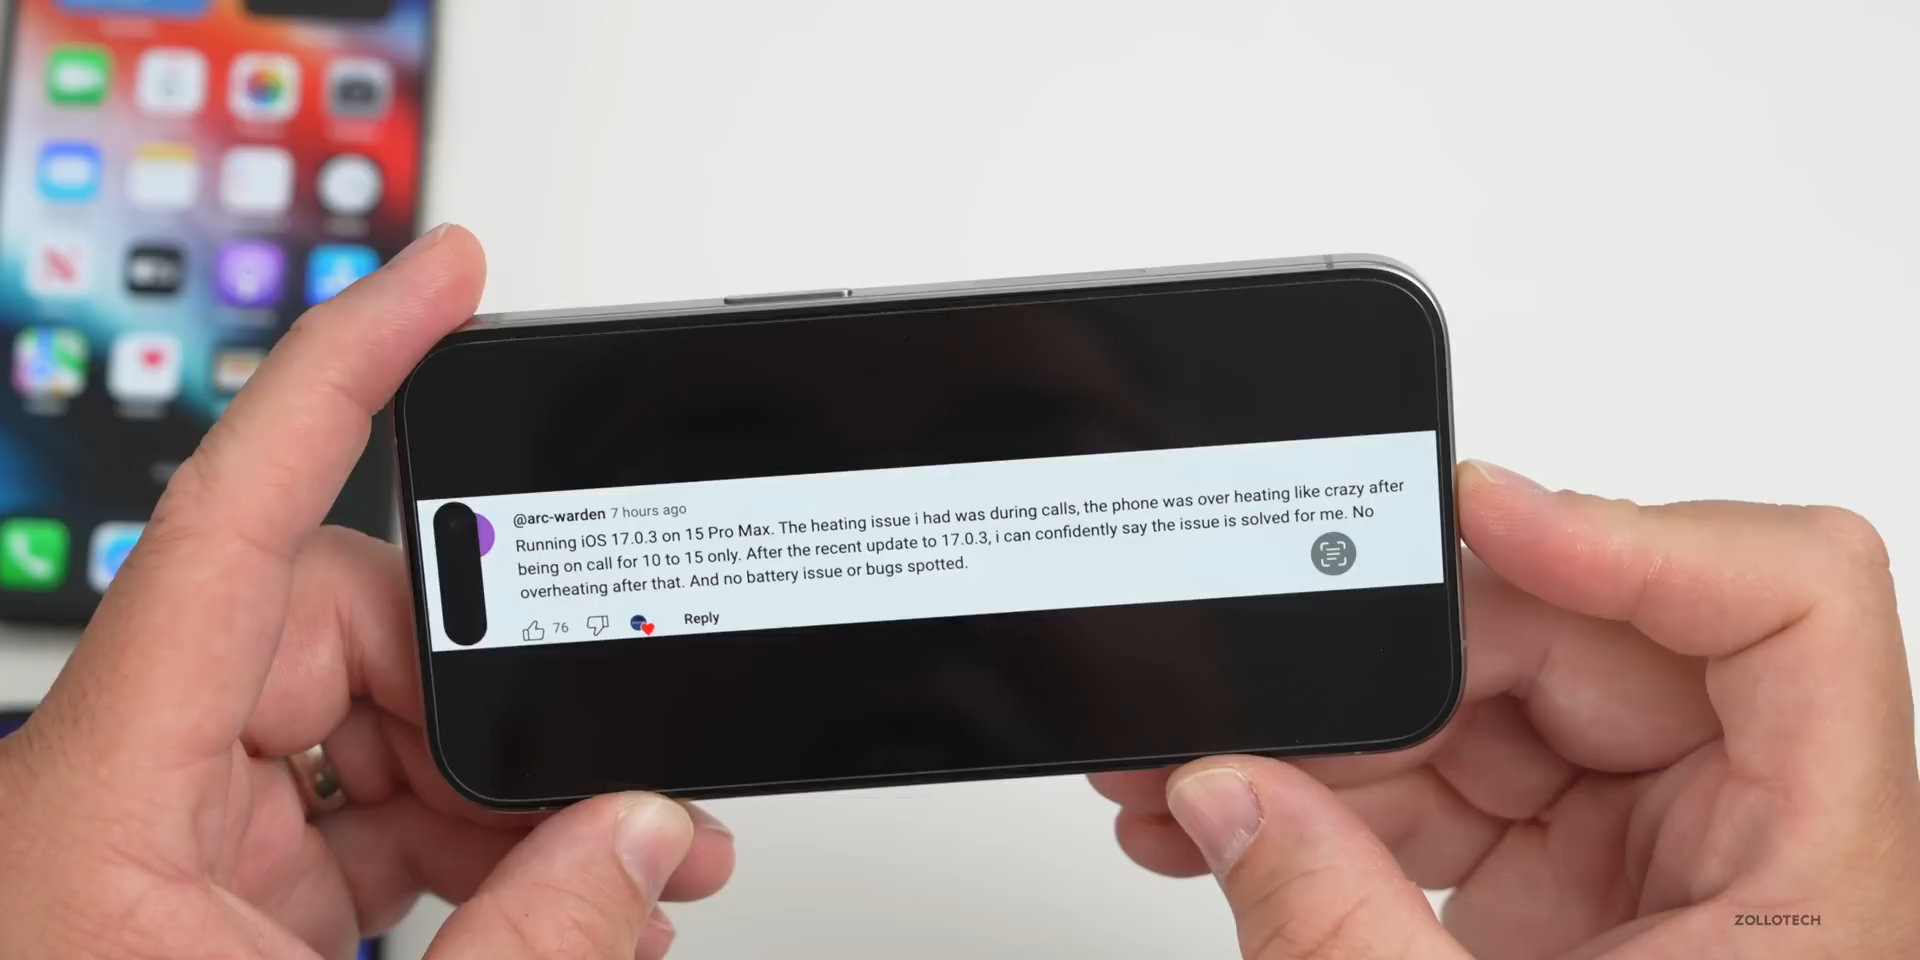 @arc-warden 7 hours ago
Running iOS 17.0.3 on 15 Pro Max. The heating issue i had was during calls, the phone was over heating like crazy after
being on call for 10 to 15 only. After the recent update to 17.0.3, i can confidently say the issue is solved for me. No
overheating after that. And no battery issue or bugs spotted.
76 Reply
ZOLLOTECH